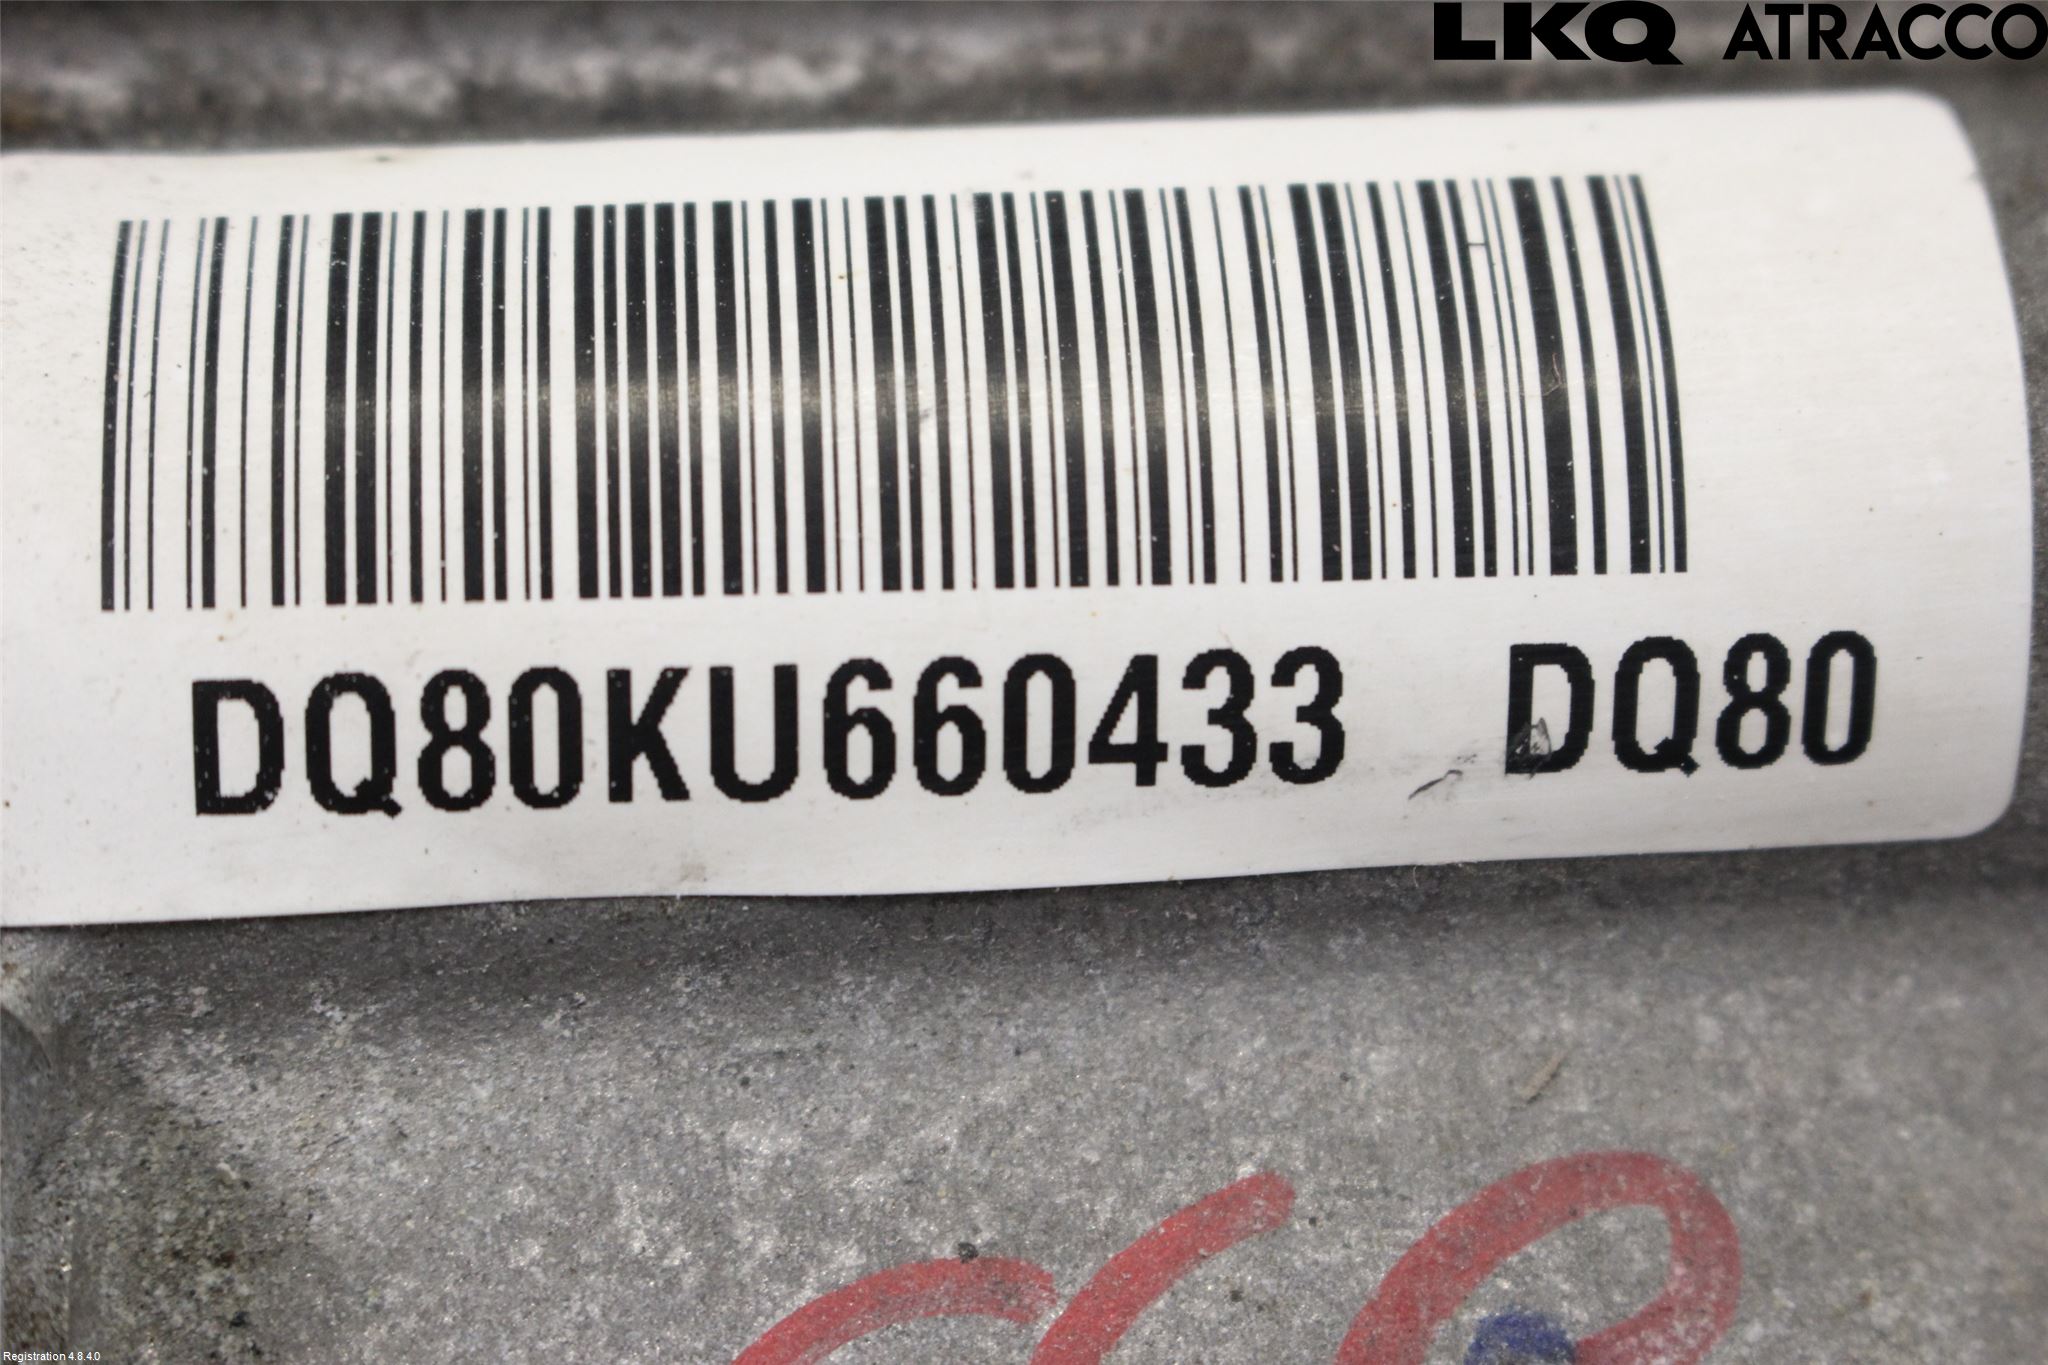 LKQ ATRACCO
DQ80KU660433 DQ80
Registration 4.8.4.0